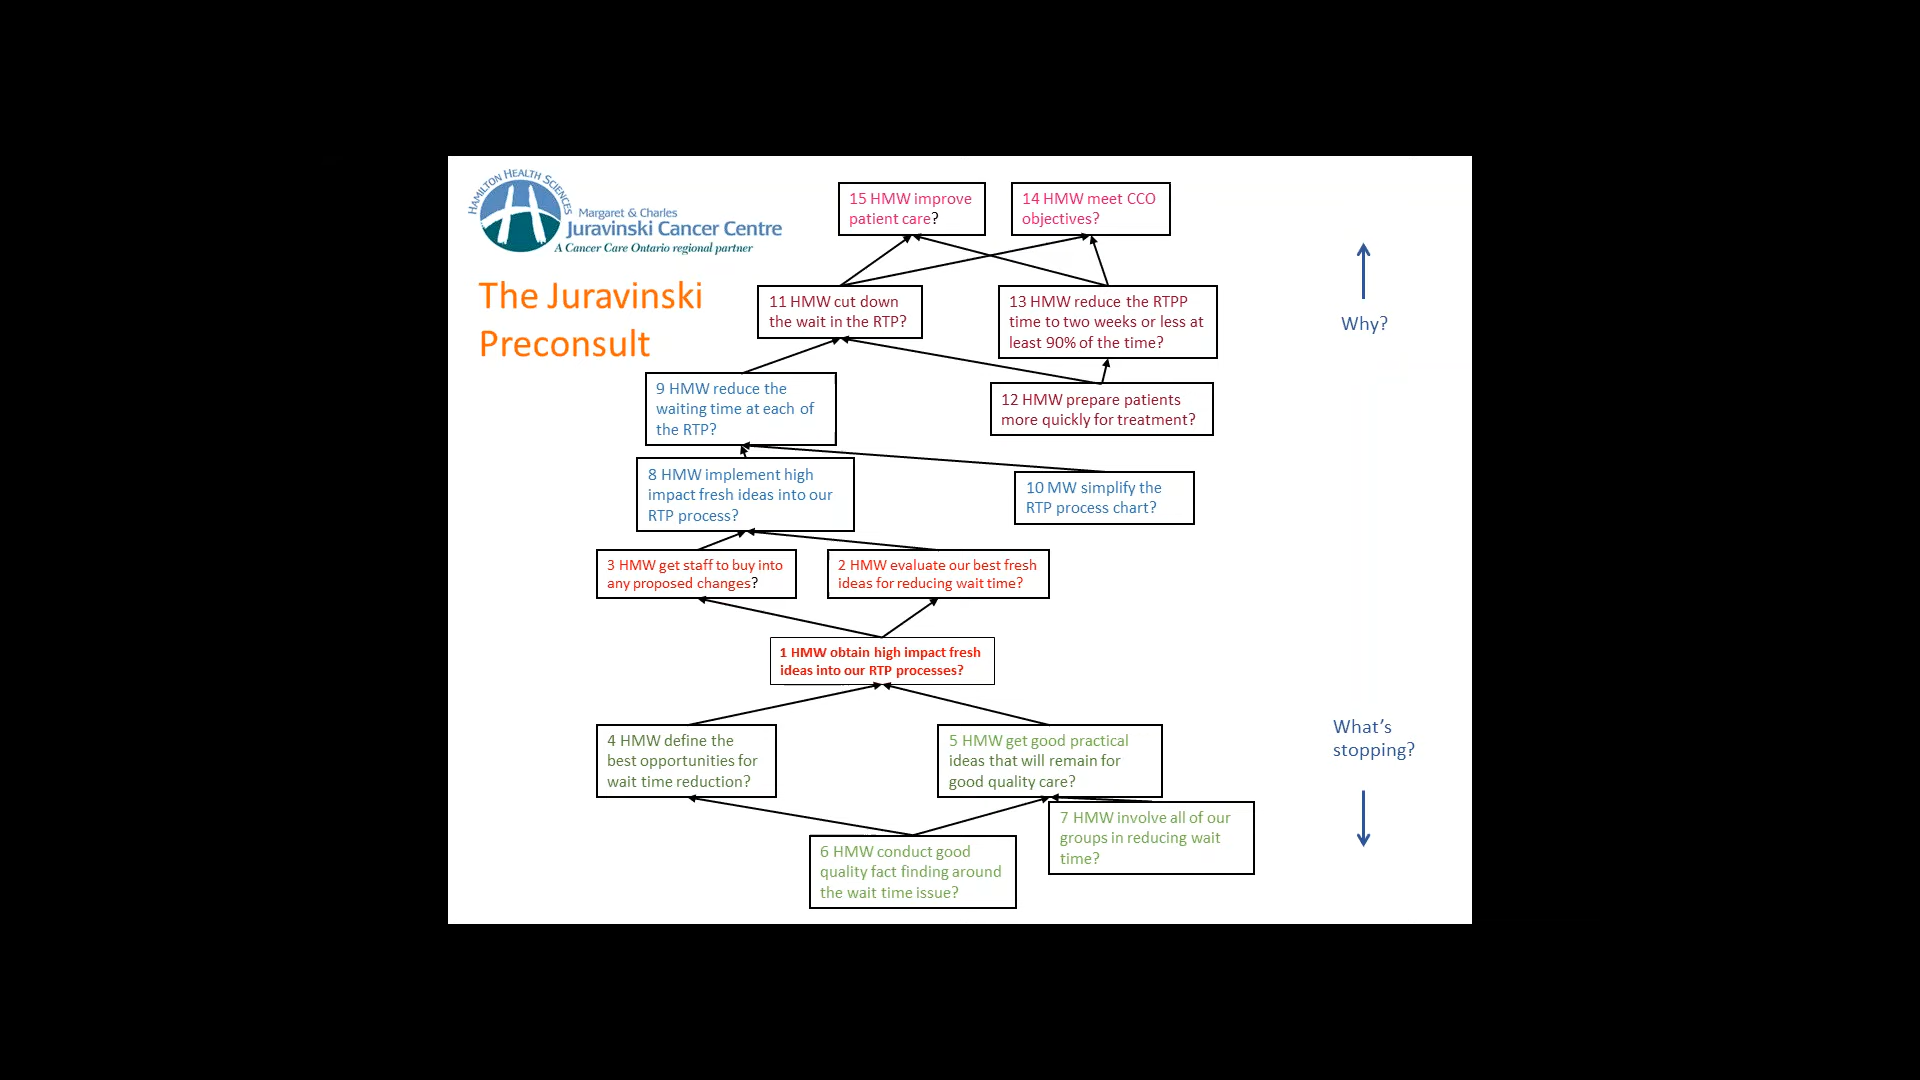 HAMILTON HEALTH SCIENCES
Margaret & Charles
Juravinski Cancer Centre
A Cancer Care Ontario regional partner
The Juravinski
Preconsult
15 HMW improve
patient care?
14 HMW meet CCO
objectives?
11 HMW cut down
the wait in the RTP?
13 HMW reduce the RTPP
time to two weeks or less at
least 90% of the time?
Why?
9 HMW reduce the
waiting time at each of
the RTP?
12 HMW prepare patients
more quickly for treatment?
8 HMW implement high
impact fresh ideas into our
RTP process?
10 MW simplify the
RTP process chart?
3 HMW get staff to buy into
any proposed changes?
2 HMW evaluate our best fresh
ideas for reducing wait time?
1 HMW obtain high impact fresh
ideas into our RTP processes?
4 HMW define the
best opportunities for
wait time reduction?
5 HMW get good practical
ideas that will remain for
good quality care?
What's
stopping?
7 HMW involve all of our
groups in reducing wait
time?
6 HMW conduct good
quality fact finding around
the wait time issue?